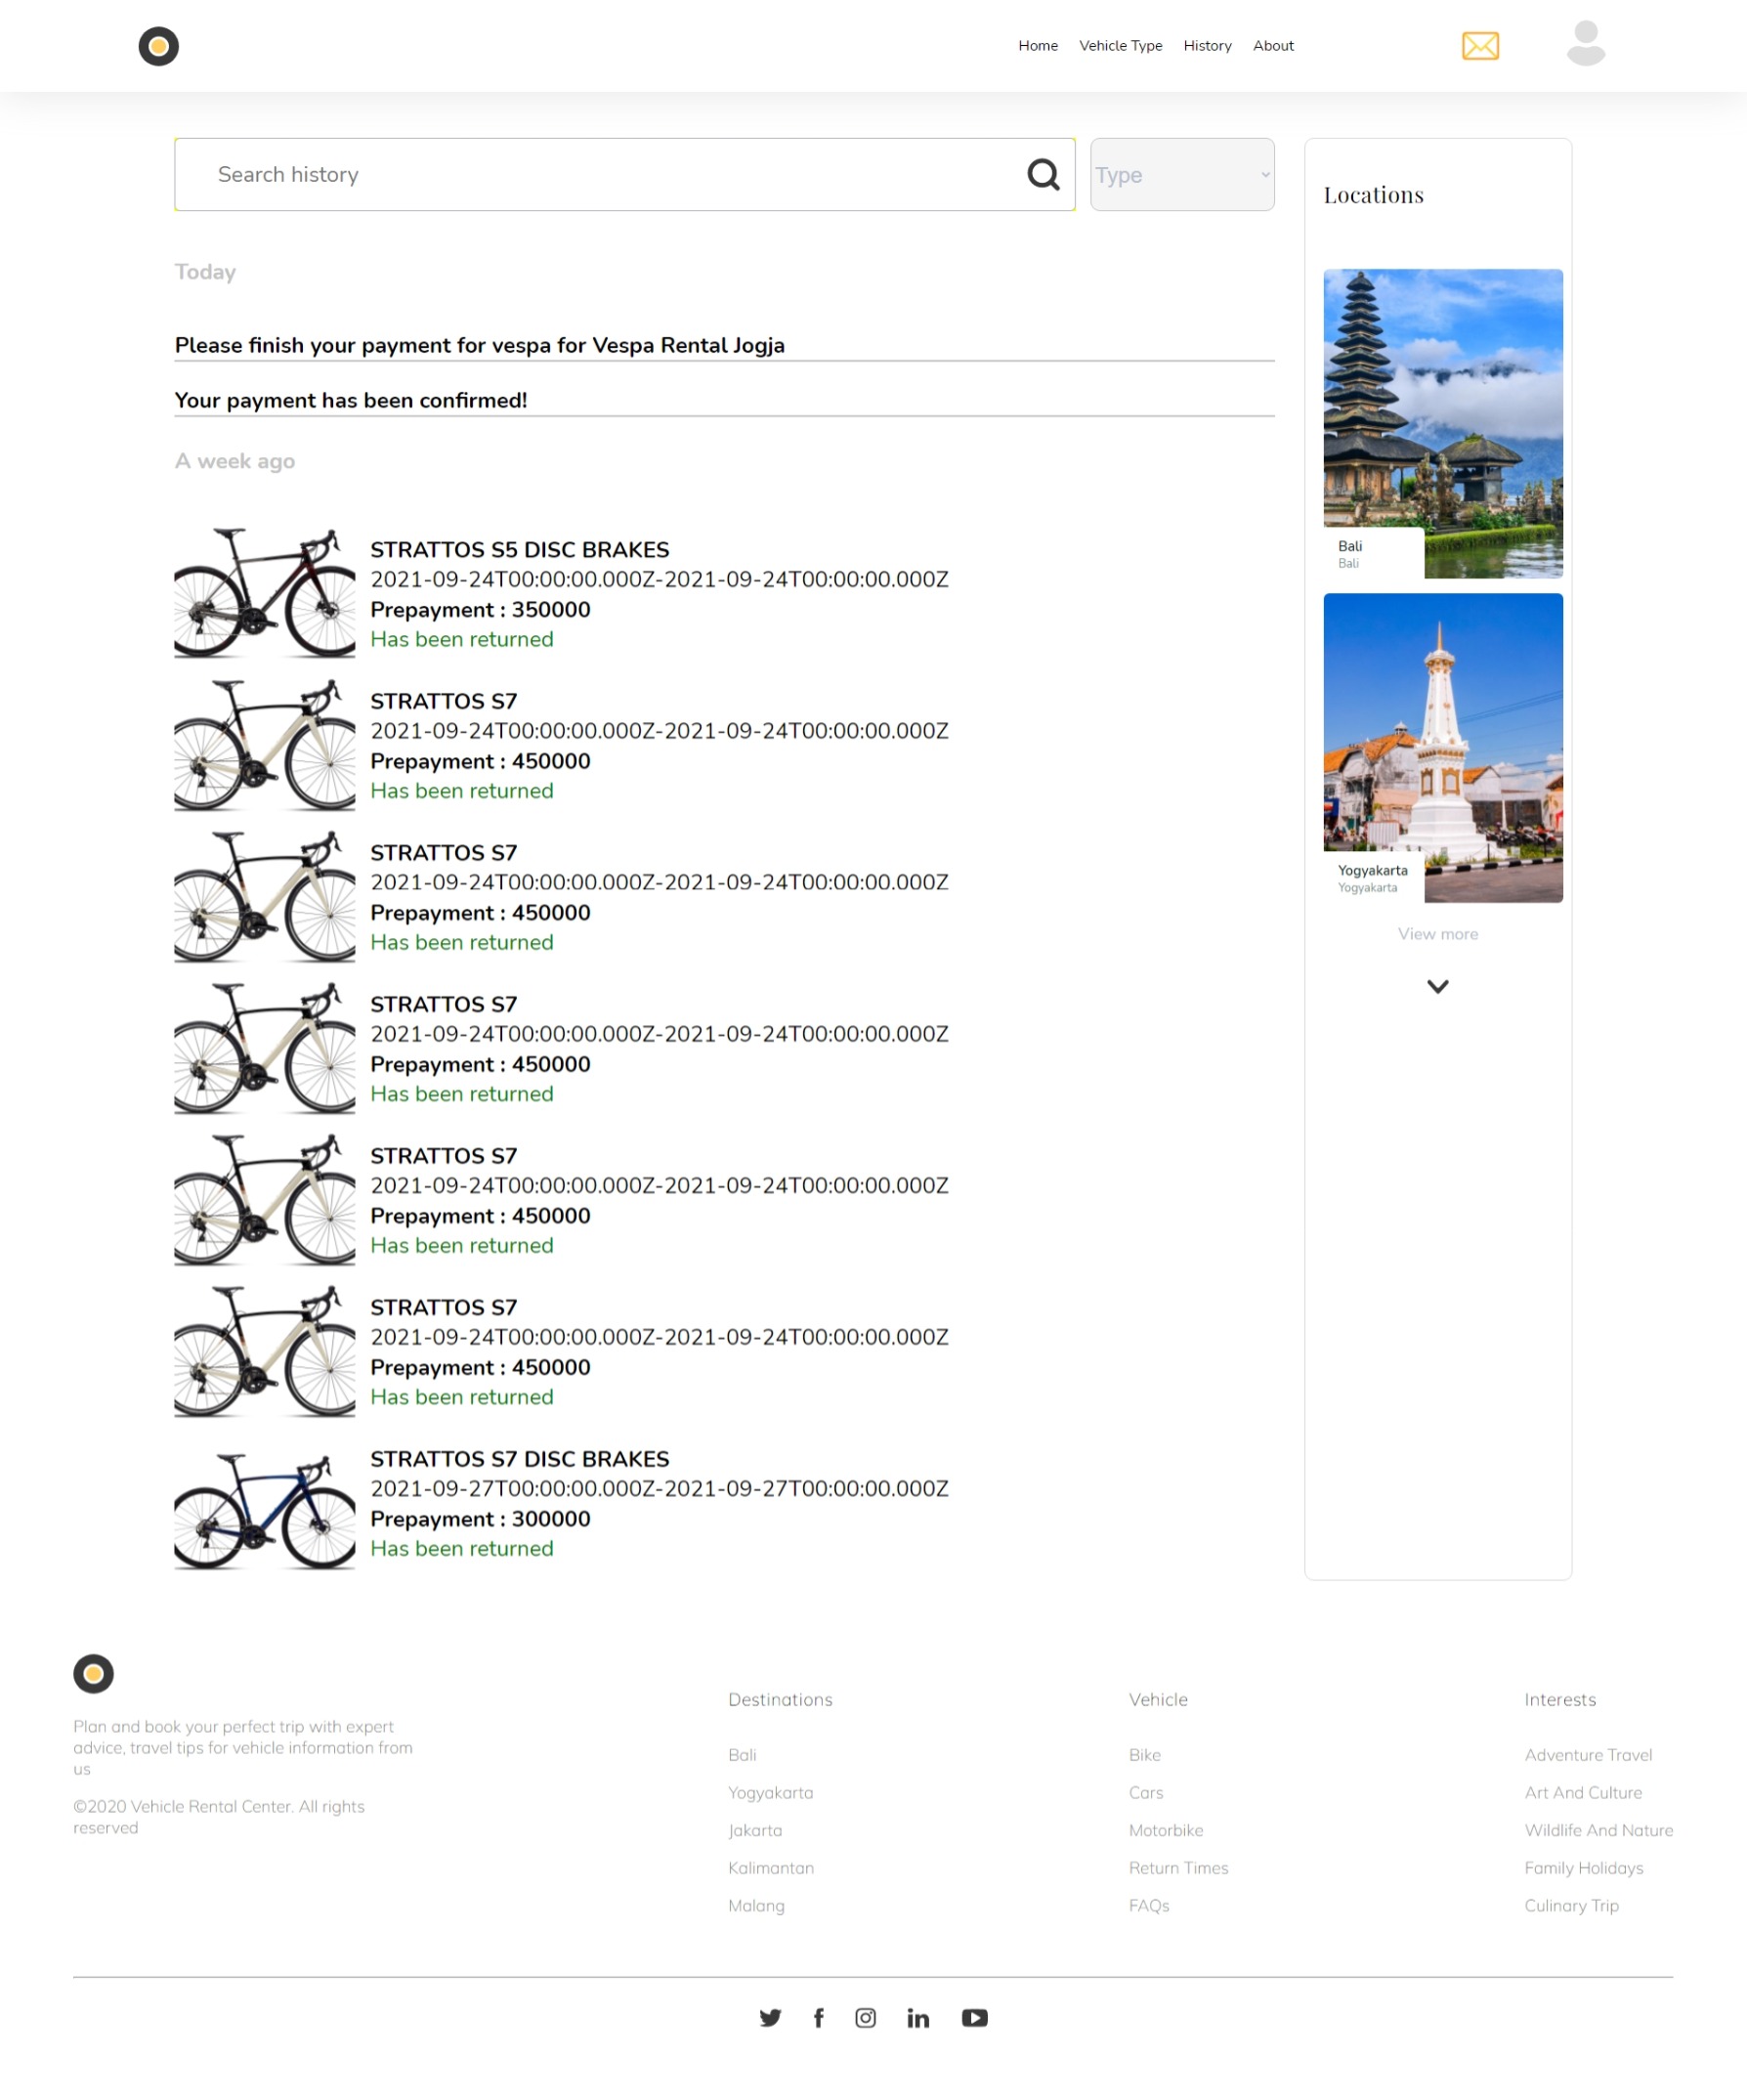 Home Vehicle Type History About
Search history
Type
Today
Please finish your payment for vespa for Vespa Rental Jogja
Your payment has been confirmed!
A week ago
STRATTOS S5 DISC BRAKES
2021-09-24T00:00:00.000Z-2021-09-24T00:00:00.000Z
Prepayment : 350000
Has been returned
STRATTOS S7
2021-09-24T00:00:00.000Z-2021-09-24T00:00:00.000Z
Prepayment : 450000
Has been returned
STRATTOS S7
2021-09-24T00:00:00.000Z-2021-09-24T00:00:00.000Z
Prepayment : 450000
Has been returned
STRATTOS S7
2021-09-24T00:00:00.000Z-2021-09-24T00:00:00.000Z
Prepayment : 450000
Has been returned
STRATTOS S7
2021-09-24T00:00:00.000Z-2021-09-24T00:00:00.000Z
Prepayment : 450000
Has been returned
STRATTOS S7
2021-09-24T00:00:00.000Z-2021-09-24T00:00:00.000Z
Prepayment : 450000
Has been returned
STRATTOS S7 DISC BRAKES
2021-09-27T00:00:00.000Z-2021-09-27T00:00:00.000Z
Prepayment : 300000
Has been returned
Locations
Bali
Bali
Yogyakarta
Yogyakarta
View more
Plan and book your perfect trip with expert
advice, travel tips for vehicle information from
us
©2020 Vehicle Rental Center. All rights
reserved
Destinations
Bali
Yogyakarta
Jakarta
Kalimantan
Malang
Vehicle
Bike
Cars
Motorbike
Return Times
FAQs
Interests
Adventure Travel
Art And Culture
Wildlife And Nature
Family Holidays
Culinary Trip